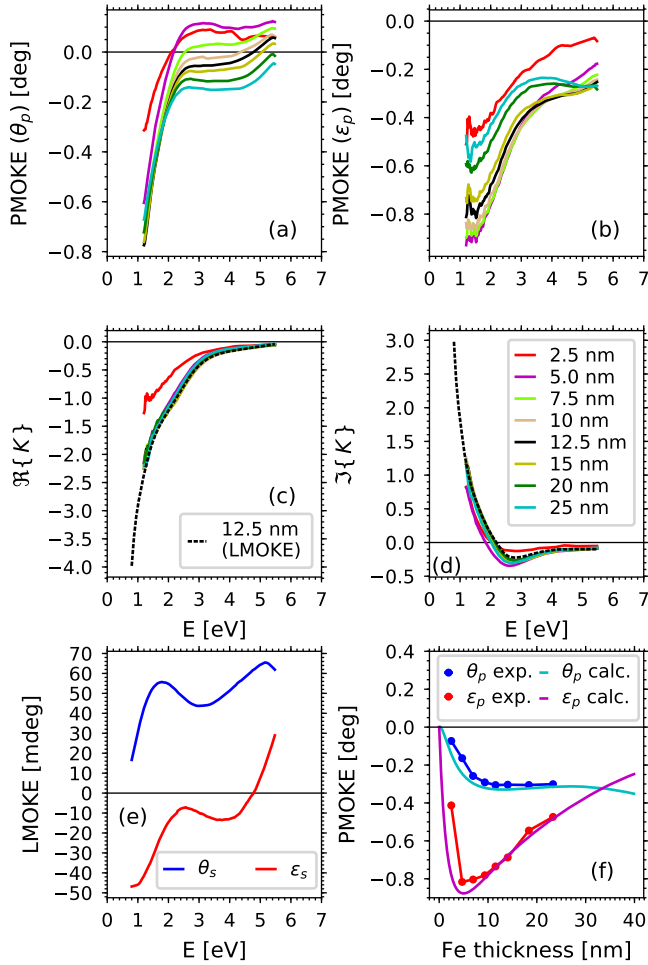 PMOKE (θp) [deg]
0.0
−0.2
−0.4
−0.6
−0.8
(a)
0 1 2 3 4 5 6 7
PMOKE (εp) [deg]
0.0
−0.2
−0.4
−0.6
−0.8
(b)
0 1 2 3 4 5 6 7
ℜ{K}
0.0
−0.5
−1.0
−1.5
−2.0
−2.5
−3.0
−3.5
−4.0
(c)
12.5 nm
(LMOKE)
0 1 2 3 4 5 6 7
E [eV]
ℑ{K}
3.0
2.5
2.0
1.5
1.0
0.5
0.0
−0.5
2.5 nm
5.0 nm
7.5 nm
10 nm
12.5 nm
15 nm
20 nm
25 nm
(d)
0 1 2 3 4 5 6 7
E [eV]
LMOKE [mdeg]
70
60
50
40
30
20
10
0
−10
−20
−30
−40
−50
(e)
θs εs
0 1 2 3 4 5 6 7
E [eV]
PMOKE [deg]
0.4
0.2
0.0
−0.2
−0.4
−0.6
−0.8
θp exp. θp calc.
εp exp. εp calc.
(f)
0 10 20 30 40
Fe thickness [nm]